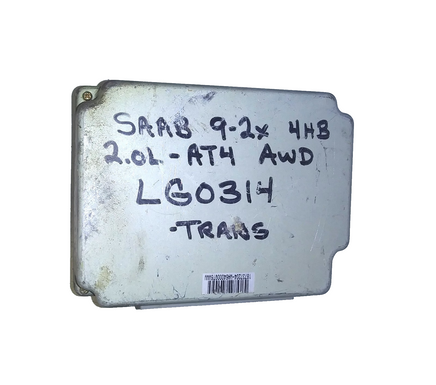 SAAB 9-2x 4HB
2.0L-AT4 AWD
LG0314
-TRANS